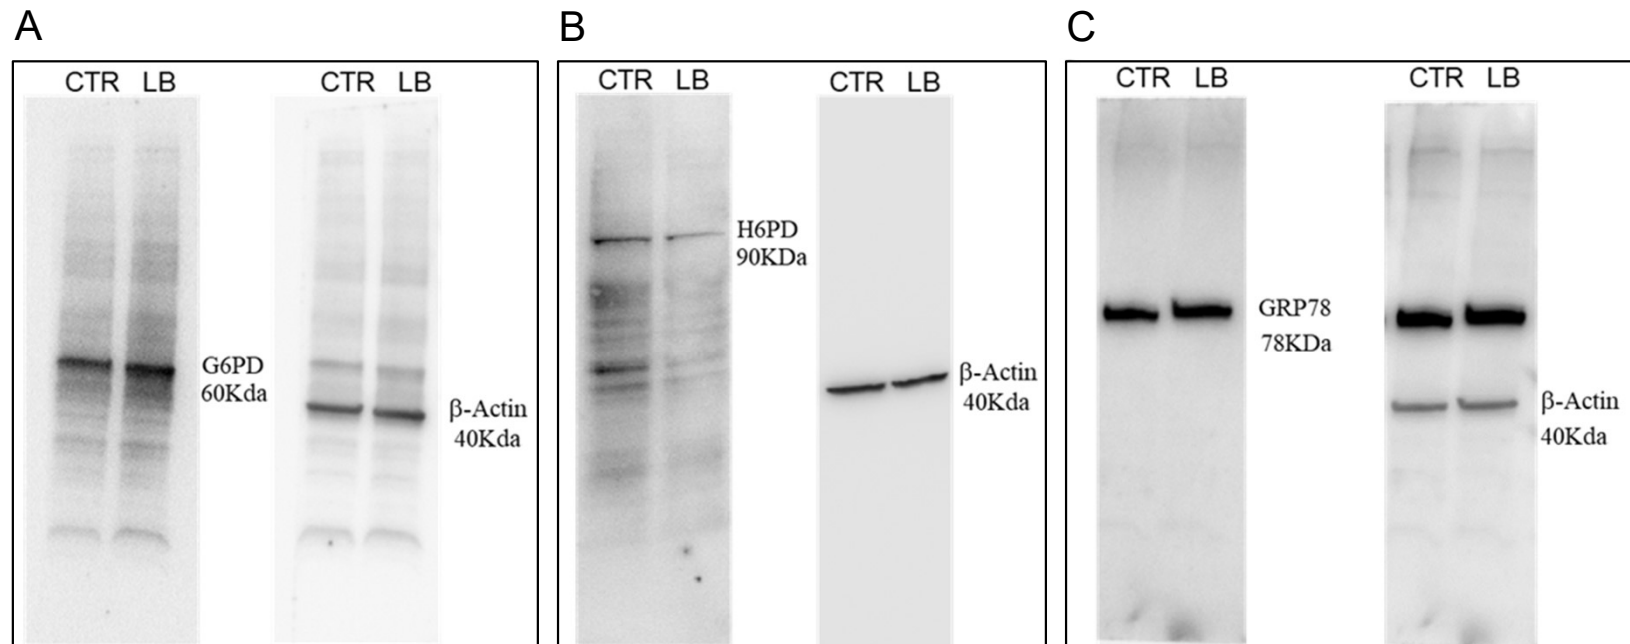 A
B
C
CTR LB
CTR LB
G6PD
60Kda
β-Actin
40Kda
CTR LB
CTR LB
H6PD
90KDa
β-Actin
40Kda
CTR LB
CTR LB
GRP78
78KDa
β-Actin
40Kda